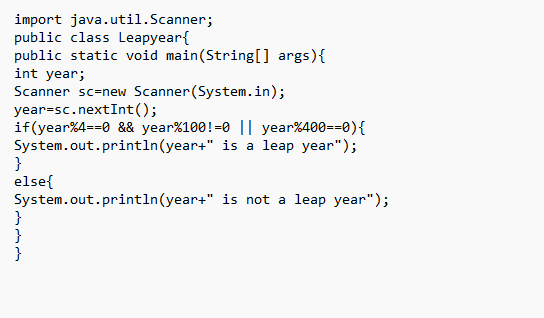 import java.util.Scanner;
public class Leapyear{
public static void main(String[] args){
int year;
Scanner sc=new Scanner(System.in);
year=sc.nextInt();
if(year%4==0 && year%100!=0 || year%400==0){
System.out.println(year+" is a leap year");
}
else{
System.out.println(year+" is not a leap year");
}
}
}